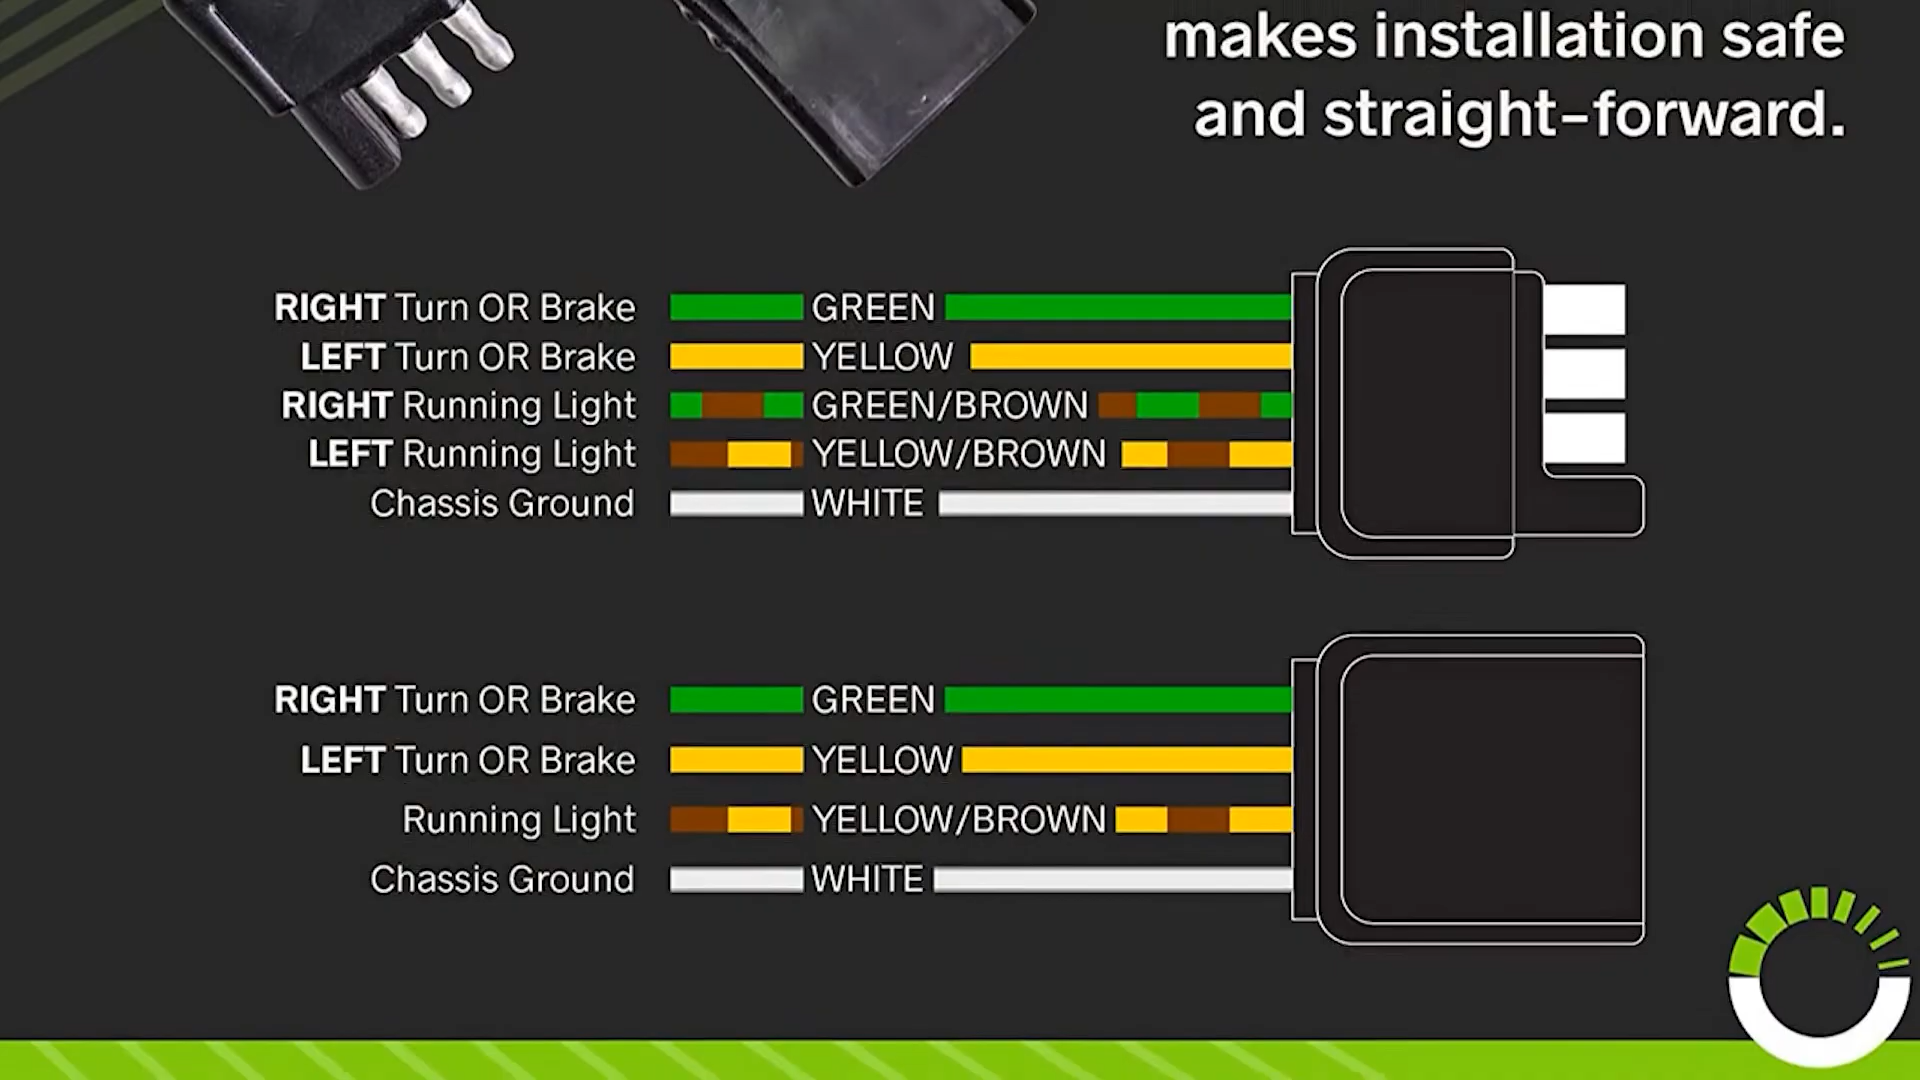 makes installation safe
and straight-forward.
RIGHT Turn OR Brake GREEN
LEFT Turn OR Brake YELLOW
RIGHT Running Light GREEN/BROWN
LEFT Running Light YELLOW/BROWN
Chassis Ground WHITE
RIGHT Turn OR Brake GREEN
LEFT Turn OR Brake YELLOW
Running Light YELLOW/BROWN
Chassis Ground WHITE